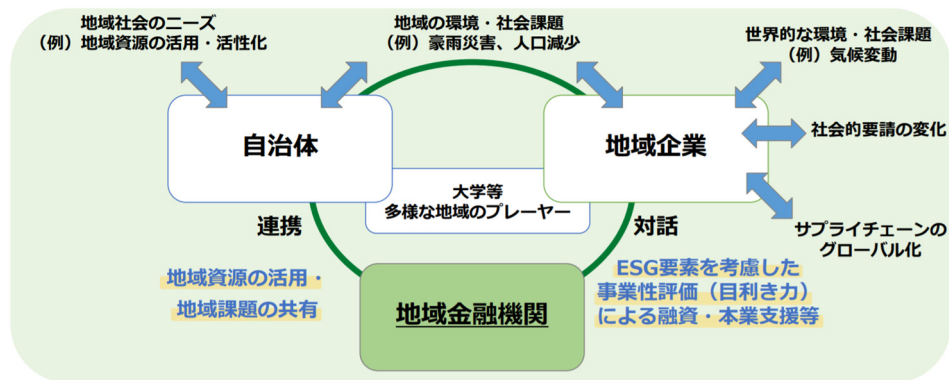 地域社会のニーズ
（例）地域資源の活用・活性化
地域の環境・社会課題
（例）豪雨災害、人口減少
世界的な環境・社会課題
（例）気候変動
自治体
地域企業
社会的要請の変化
大学等
多様な地域のプレーヤー
連携
対話
サプライチェーンの
グローバル化
地域資源の活用・
地域課題の共有
地域金融機関
ESG要素を考慮した
事業性評価（目利き力）
による融資・本業支援等